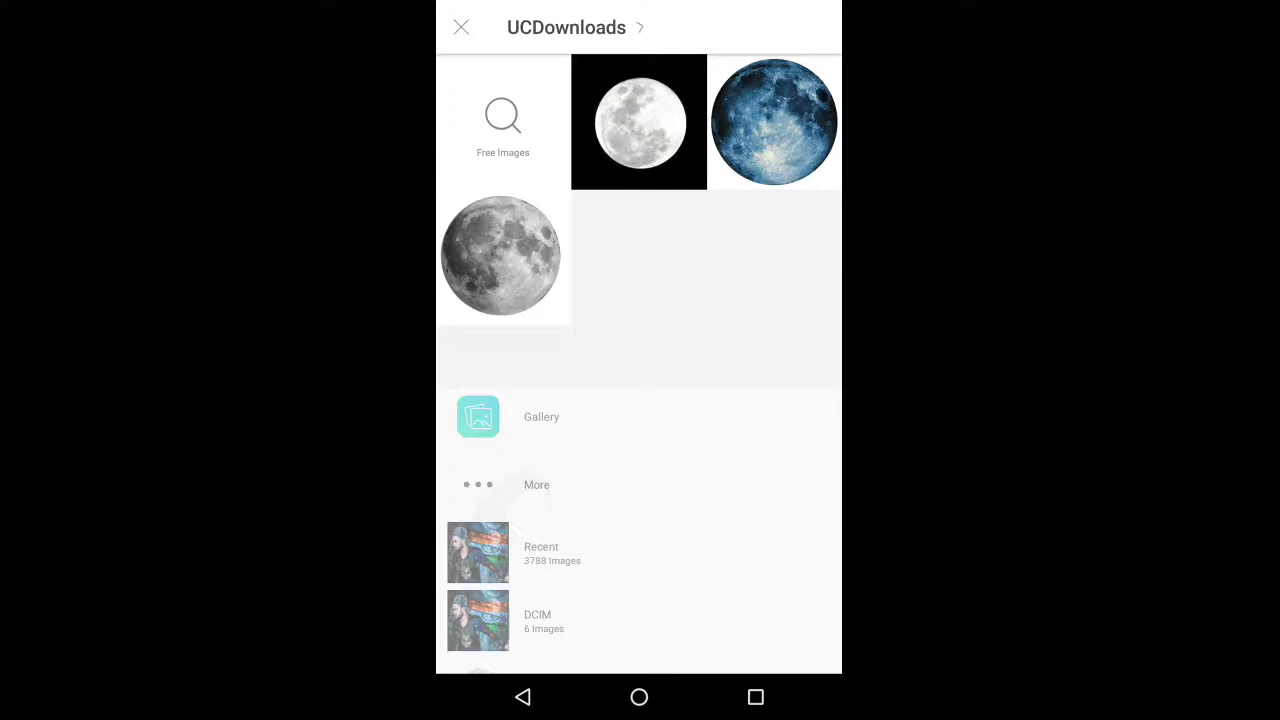 UCDownloads
Free Images
Gallery
More
Recent
3788 Images
DCIM
6 Images